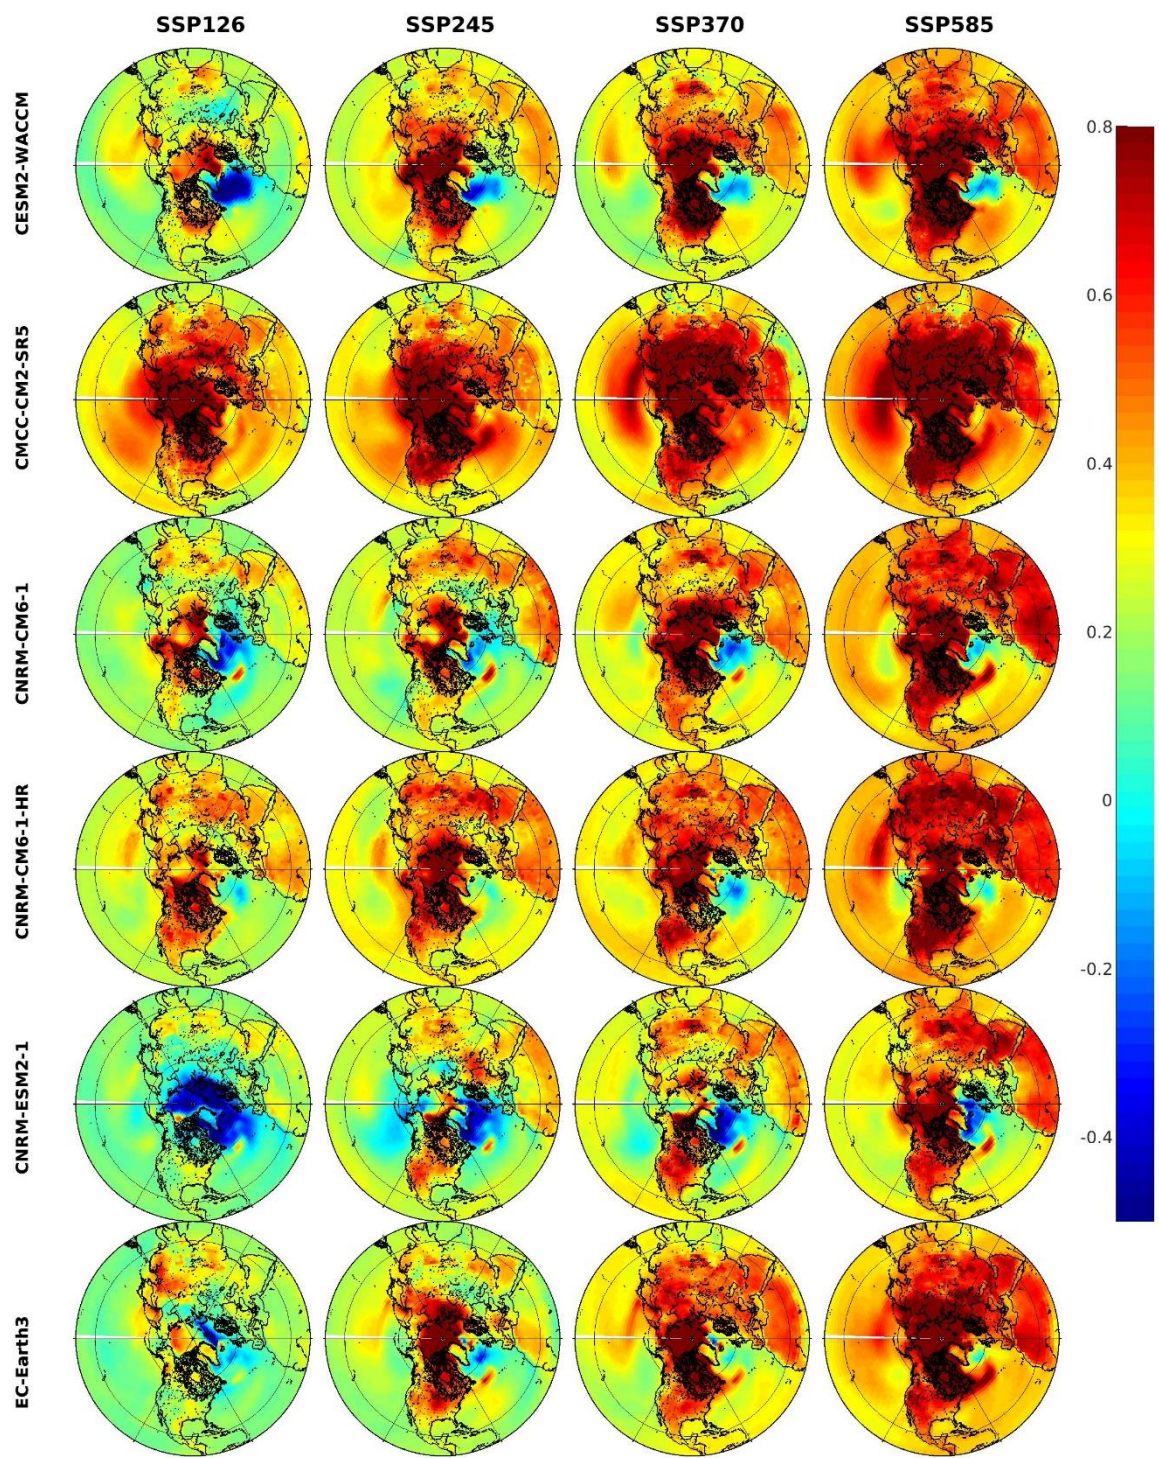 SSP126 SSP245 SSP370 SSP585
CESM2-WACCM
CMCC-CM2-SR5
CNRM-CM6-1
CNRM-CM6-1-HR
CNRM-ESM2-1
EC-Earth3
0.8
0.6
0.4
0.2
0
-0.2
-0.4